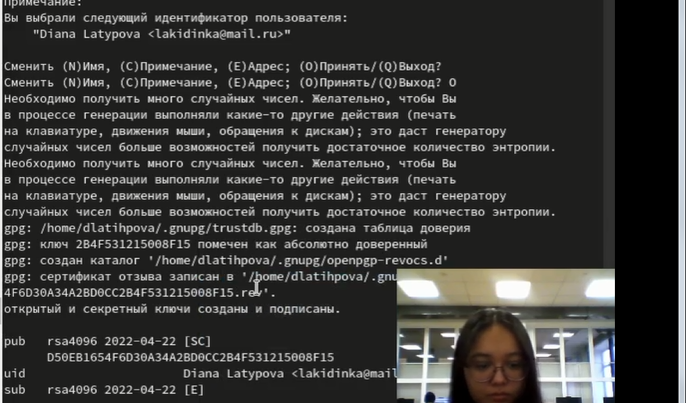 Примечание:
Вы выбрали следующий идентификатор пользователя:
"Diana Latypova <lakidinka@mail.ru>"
Сменить (N)Имя, (C)Примечание, (E)Адрес; (O)Принять/(Q)Выход?
Сменить (N)Имя, (C)Примечание, (E)Адрес; (O)Принять/(Q)Выход? O
Необходимо получить много случайных чисел. Желательно, чтобы Вы
в процессе генерации выполняли какие-то другие действия (печать
на клавиатуре, движения мыши, обращения к дискам); это даст генератору
случайных чисел больше возможностей получить достаточное количество энтропии.
Необходимо получить много случайных чисел. Желательно, чтобы Вы
в процессе генерации выполняли какие-то другие действия (печать
на клавиатуре, движения мыши, обращения к дискам); это даст генератору
случайных чисел больше возможностей получить достаточное количество энтропии.
gpg: /home/dlatihpova/.gnupg/trustdb.gpg: создана таблица доверия
gpg: ключ 2B4F531215008F15 помечен как абсолютно доверенный
gpg: создан каталог '/home/dlatihpova/.gnupg/openpgp-revocs.d'
gpg: сертификат отзыва записан в '/home/dlatihpova/.gnu
4F6D30A34A2BD0CC2B4F531215008F15.rev'.
открытый и секретный ключи созданы и подписаны.
pub rsa4096 2022-04-22 [SC]
D50EB1654F6D30A34A2BD0CC2B4F531215008F15
uid Diana Latypova <lakidinka@mail
sub rsa4096 2022-04-22 [E]